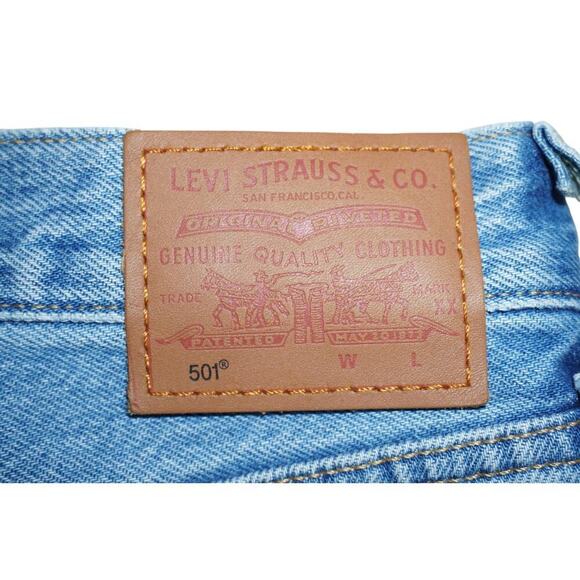 LEVI STRAUSS & CO.
SAN FRANCISCO, CAL.
ORIGINAL RIVETED
GENUINE QUALITY CLOTHING
TRADE MARK
XX
PATENTED MAY 20 1873
501® W L